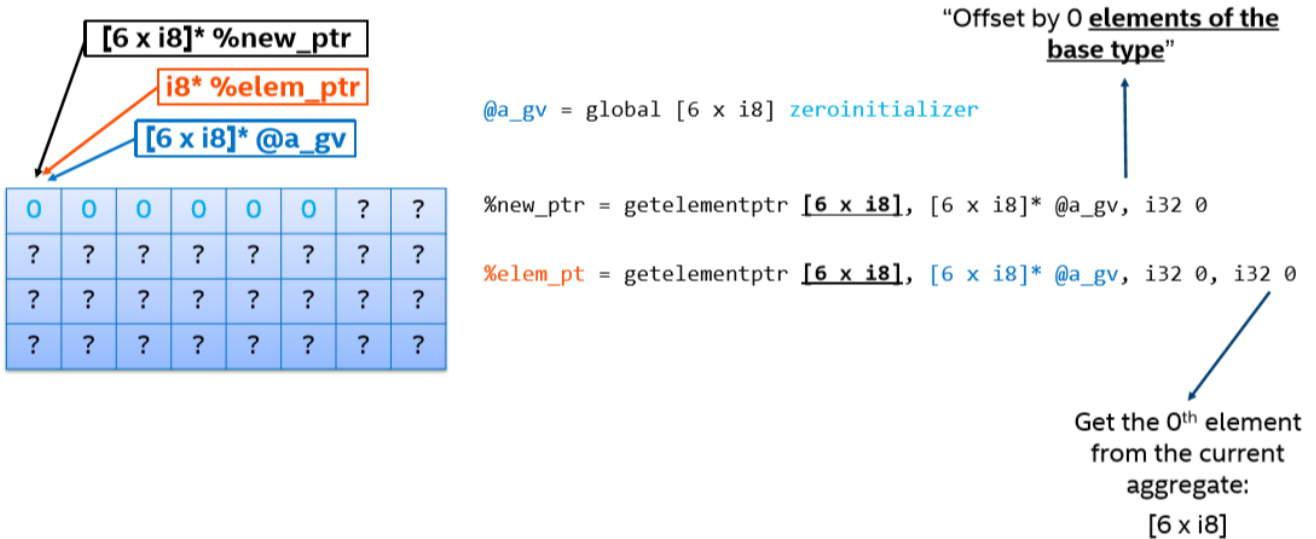 [6 x i8]* %new_ptr
i8* %elem_ptr
[6 x i8]* @a_gv
0 0 0 0 0 0 ? ?
? ? ? ? ? ? ? ?
? ? ? ? ? ? ? ?
? ? ? ? ? ? ? ?
“Offset by 0 elements of the
base type”
@a_gv = global [6 x i8] zeroinitializer
%new_ptr = getelementptr [6 x i8], [6 x i8]* @a_gv, i32 0
%elem_pt = getelementptr [6 x i8], [6 x i8]* @a_gv, i32 0, i32 0
Get the 0th element
from the current
aggregate:
[6 x i8]